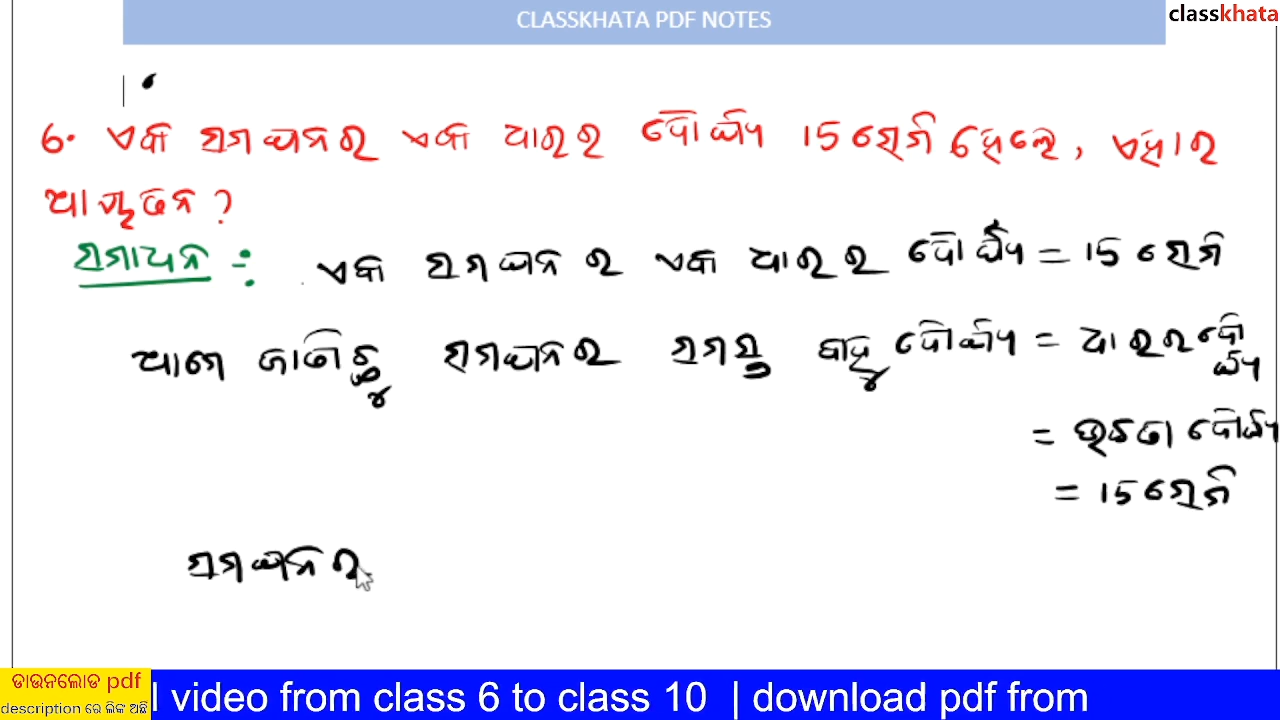 CLASSKHATA PDF NOTES
classkhata
6. ଏକ ସମଘନର ଏକ ଧାରର ଦୈର୍ଘ୍ୟ 15 ସେମି ହେଲେ, ଏହାର
ଆୟତନ ?
ସମାଧାନ :- ଏକ ସମଘନ ର ଏକ ଧାରର ଦୈର୍ଘ୍ୟ = 15 ସେମି
ଆମେ ଜାଣିଛୁ ସମଘନର ସମସ୍ତ ବାହୁ ଦୈର୍ଘ୍ୟ = ଧାରର ଦୈର୍ଘ୍ୟ
= ଉଚ୍ଚତା ଦୈର୍ଘ୍ୟ
= 15 ସେମି
ସମଘନ ର
ଡାଉନଲୋଡ pdf
description ରେ ଲିଙ୍କ ଅଛି
l video from class 6 to class 10 | download pdf from